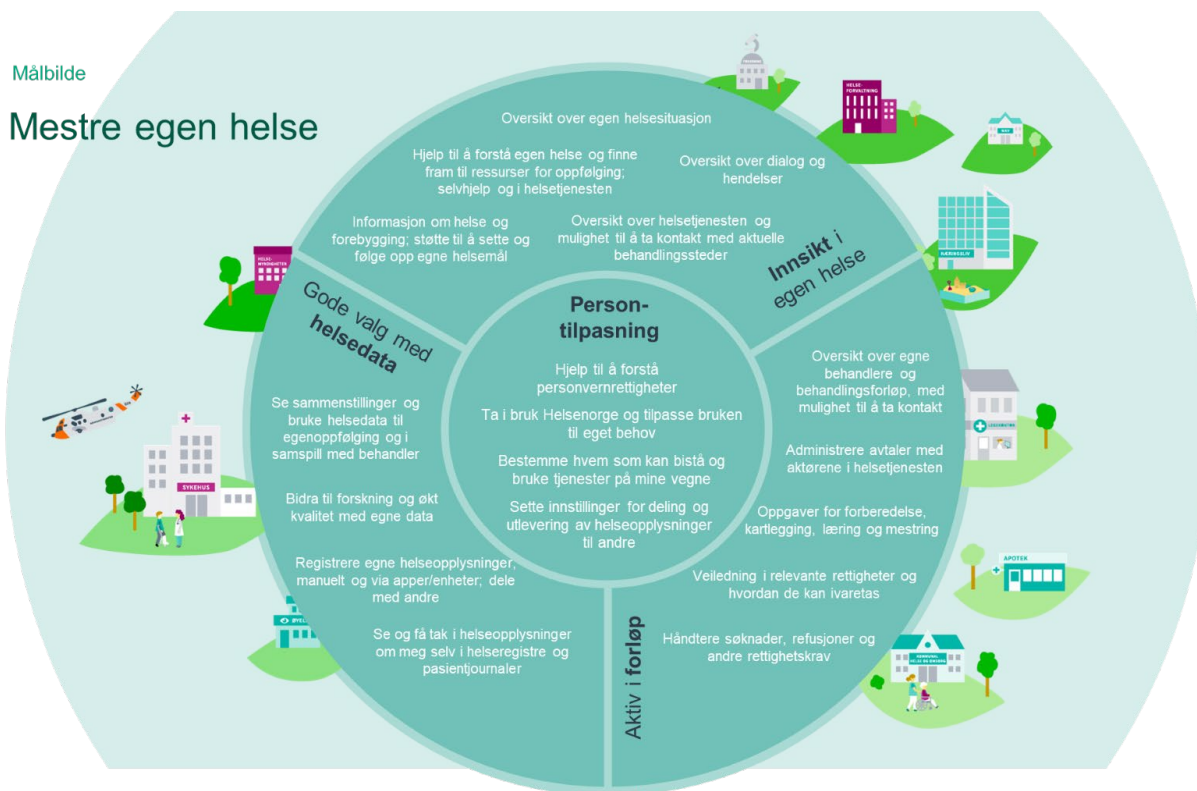 Målbilde
Mestre egen helse
Oversikt over egen helsesituasjon
Hjelp til å forstå egen helse og finne
fram til ressurser for oppfølging;
selvhjelp og i helsetjenesten
Oversikt over dialog og
hendelser
Informasjon om helse og
forebygging; støtte til å sette og
følge opp egne helsemål
Oversikt over helsetjenesten og
mulighet til å ta kontakt med aktuelle
behandlingssteder
Innsikt i
egen helse
Gode valg med
helsedata
Se sammenstillinger og
bruke helsedata til
egenoppfølging og i
samspill med behandler
Bidra til forskning og økt
kvalitet med egne data
Registrere egne helseopplysninger,
manuelt og via apper/enheter; dele
med andre
Se og få tak i helseopplysninger
om meg selv i helseregistre og
pasientjournaler
Person-
tilpasning
Hjelp til å forstå
personvernrettigheter
Ta i bruk Helsenorge og tilpasse bruken
til eget behov
Bestemme hvem som kan bistå og
bruke tjenester på mine vegne
Sette innstillinger for deling og
utlevering av helseopplysninger
til andre
Oversikt over egne
behandlere og
behandlingsforløp, med
mulighet til å ta kontakt
Administrere avtaler med
aktørene i helsetjenesten
Oppgaver for forberedelse,
kartlegging, læring og mestring
Veiledning i relevante rettigheter og
hvordan de kan ivaretas
Håndtere søknader, refusjoner og
andre rettighetskrav
Aktiv i forløp
HELSE-
FORVALTNING
NÆRINGSLIV
HELSE-
MYNDIGHETER
SYKEHUS
APOTEK